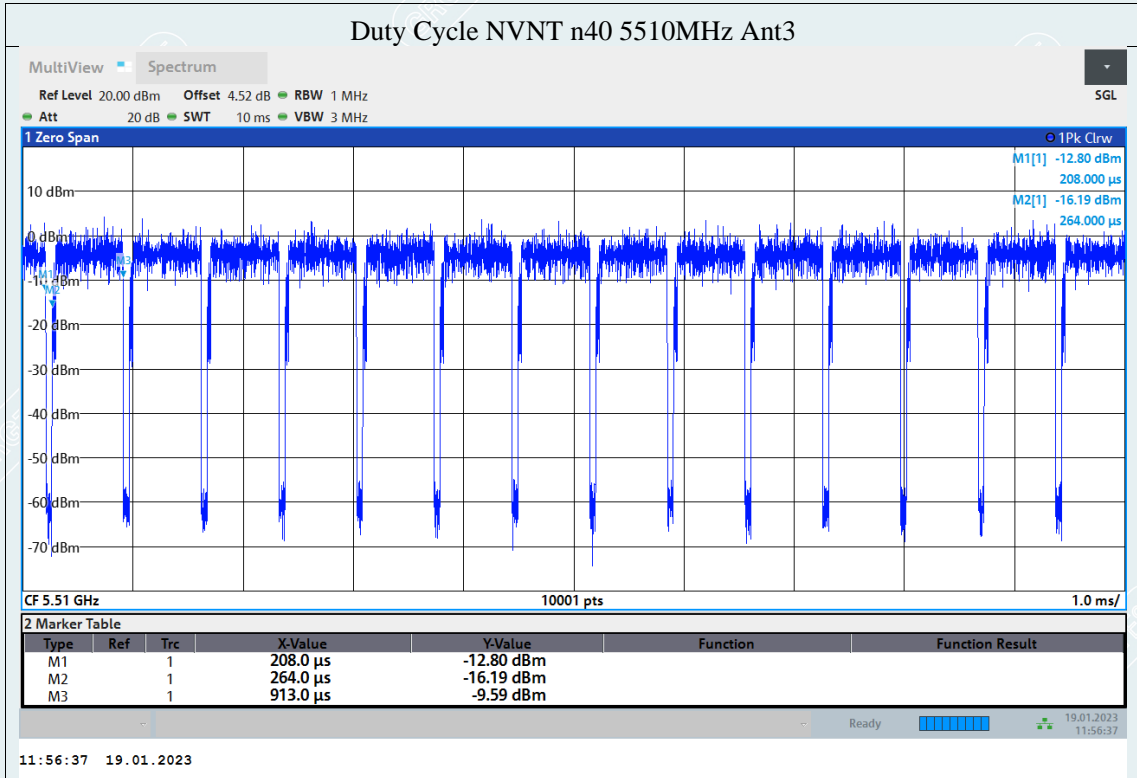 Duty Cycle NVNT n40 5510MHz Ant3
MultiView Spectrum
Ref Level 20.00 dBm Offset 4.52 dB RBW 1 MHz SGL
Att 20 dB SWT 10 ms VBW 3 MHz
1 Zero Span 1Pk Clrw
M1[1] -12.80 dBm
208.000 µs
M2[1] -16.19 dBm
264.000 µs
10 dBm
0 dBm
M3
M1
-10 dBm
M2
-20 dBm
-30 dBm
-40 dBm
-50 dBm
-60 dBm
-70 dBm
CF 5.51 GHz 10001 pts 1.0 ms/
2 Marker Table
Type Ref Trc X-Value Y-Value Function Function Result
M1 1 208.0 µs -12.80 dBm
M2 1 264.0 µs -16.19 dBm
M3 1 913.0 µs -9.59 dBm
Ready 19.01.2023
11:56:37
11:56:37 19.01.2023